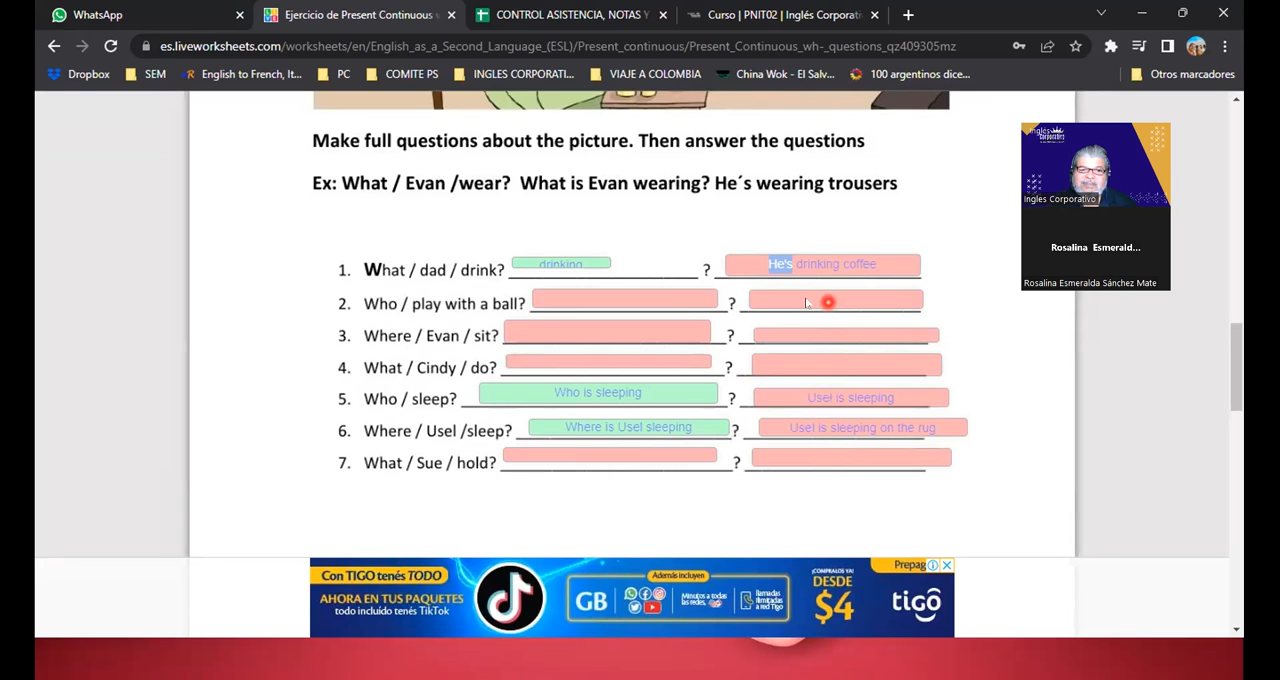 WhatsApp
Ejercicio de Present Continuous
CONTROL ASISTENCIA, NOTAS Y
Curso | PNIT02 | Inglés Corporati
es.liveworksheets.com/worksheets/en/English_as_a_Second_Language_(ESL)/Present_continuous/Present_Continuous_wh-_questions_qz409305mz
Dropbox SEM English to French, It... PC COMITE PS INGLES CORPORATI... VIAJE A COLOMBIA China Wok - El Salv... 100 argentinos dice... Otros marcadores
Make full questions about the picture. Then answer the questions
Ex: What / Evan /wear? What is Evan wearing? He´s wearing trousers
1. What / dad / drink? drinking ? He's drinking coffee
2. Who / play with a ball? ?
3. Where / Evan / sit? ?
4. What / Cindy / do? ?
5. Who / sleep? Who is sleeping ? Usel is sleeping
6. Where / Usel /sleep? Where is Usel sleeping ? Usel is sleeping on the rug
7. What / Sue / hold? ?
Inglés
corporativo
Ingles Corporativo
Rosalina Esmerald...
Rosalina Esmeralda Sánchez Mate
Con TIGO tenés TODO
AHORA EN TUS PAQUETES
todo incluído tenés TikTok
Además incluyen
GB
Minutos a todas
las redes.
llamadas
ilimitadas
a red Tigo
¡COMPRALOS YA!
DESDE
$4
Prepag
tigo